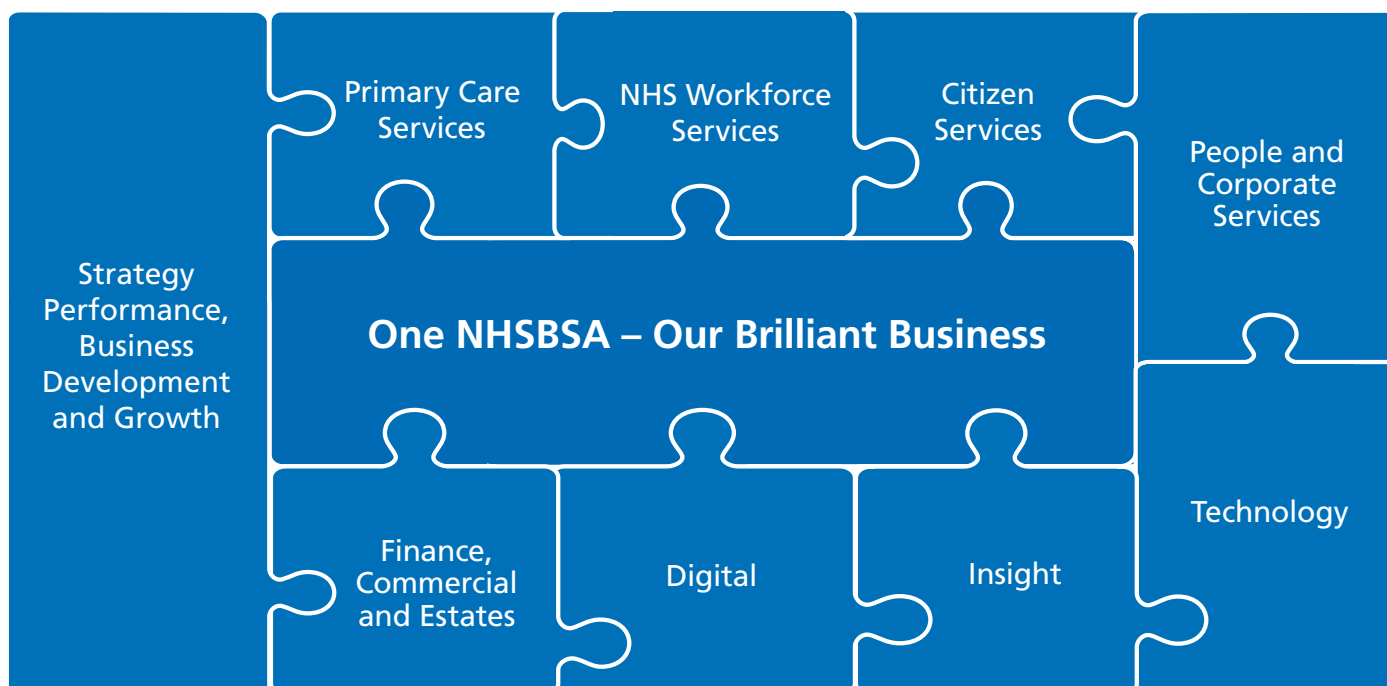 Primary Care
Services
NHS Workforce
Services
Citizen
Services
People and
Corporate
Services
Strategy
Performance,
Business
Development
and Growth
One NHSBSA – Our Brilliant Business
Finance,
Commercial
and Estates
Digital
Insight
Technology